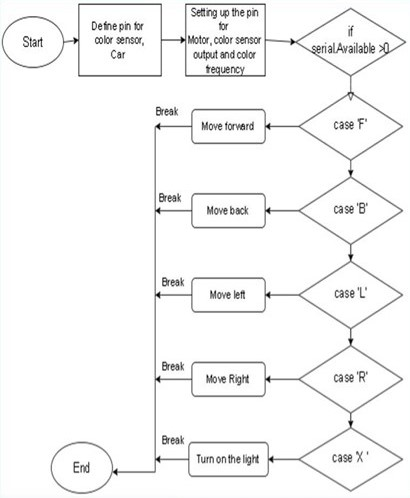 Start
Define pin for
color sensor,
Car
Setting up the pin
for
Motor, color sensor
output and color
frequency
if
serial.Available >0
Break
Move forward
case 'F'
Break
Move back
case 'B'
Break
Move left
case 'L'
Break
Move Right
case 'R'
Break
Turn on the light
case 'X '
End